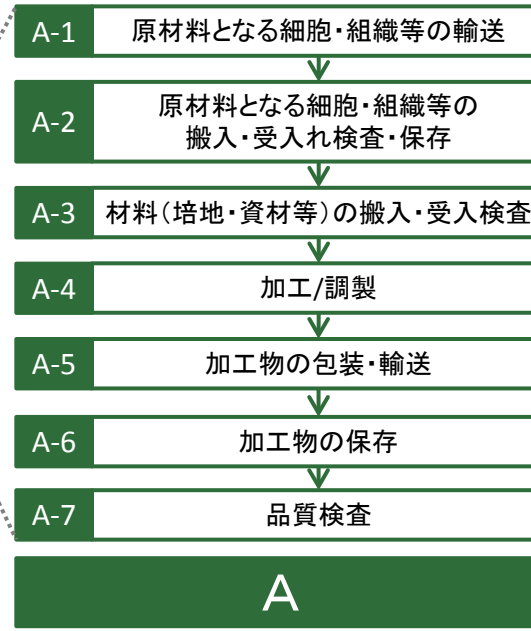 A-1 原材料となる細胞・組織等の輸送
A-2 原材料となる細胞・組織等の
搬入・受入れ検査・保存
A-3 材料(培地・資材等)の搬入・受入検査
A-4 加工/調製
A-5 加工物の包装・輸送
A-6 加工物の保存
A-7 品質検査
A